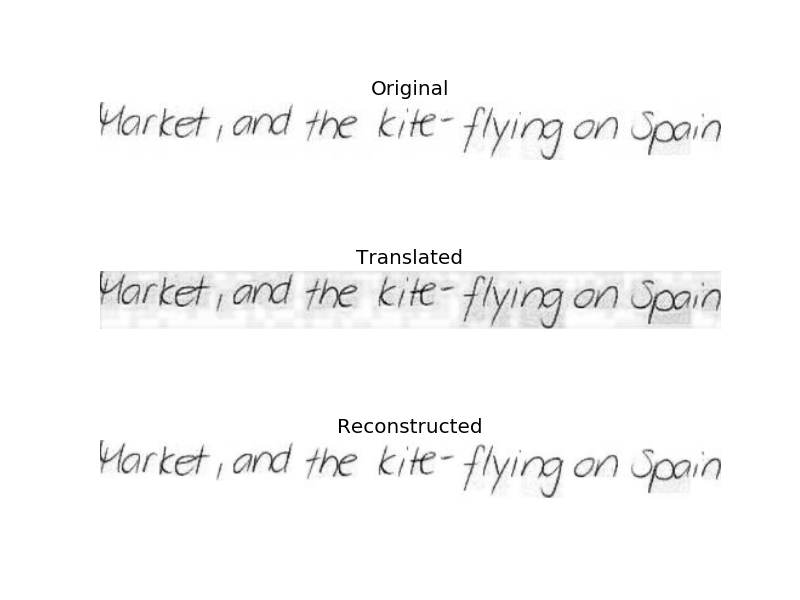 Original
Market, and the kite-flying on Spain
Translated
Market, and the kite-flying on Spain
Reconstructed
Market, and the kite-flying on Spain